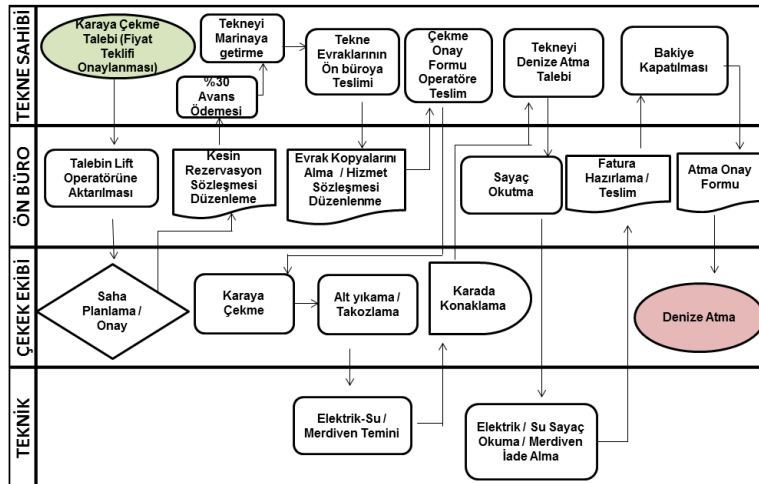 TEKNE SAHİBİ
Karaya Çekme
Talebi (Fiyat
Teklifi
Onaylanması)
Tekneyi
Marinaya
getirme
%30
Avans
Ödemesi
Tekne
Evraklarının
Ön büroya
Teslimi
Çekme
Onay
Formu
Operatöre
Teslim
Tekneyi
Denize Atma
Talebi
Bakiye
Kapatılması
ÖN BÜRO
Talebin Lift
Operatörüne
Aktarılması
Kesin
Rezervasyon
Sözleşmesi
Düzenleme
Evrak Kopyalarını
Alma / Hizmet
Sözleşmesi
Düzenlenme
Sayaç
Okutma
Fatura
Hazırlama /
Teslim
Atma Onay
Formu
ÇEKEK EKİBİ
Saha
Planlama /
Onay
Karaya
Çekme
Alt yıkama /
Takozlama
Karada
Konaklama
Denize Atma
TEKNİK
Elektrik-Su /
Merdiven Temini
Elektrik / Su Sayaç
Okuma / Merdiven
İade Alma